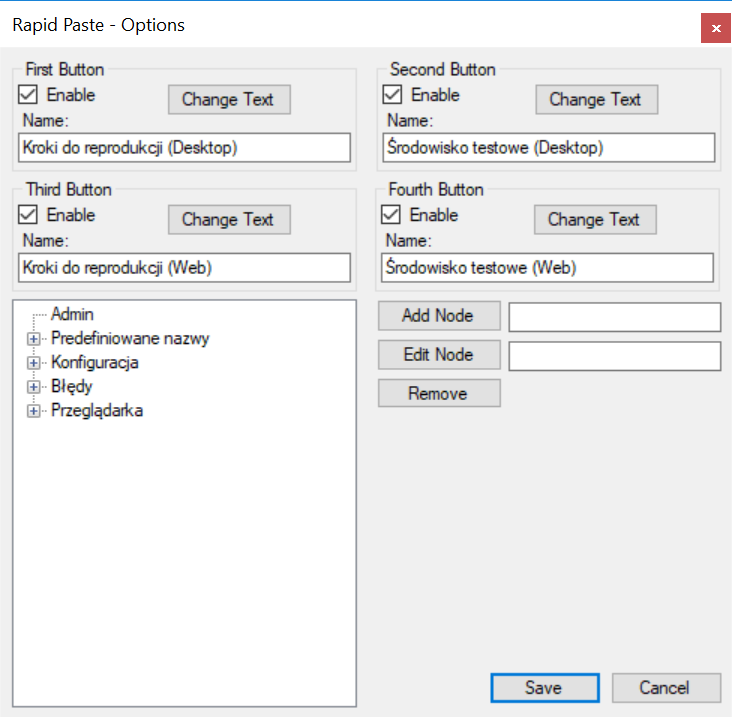 Rapid Paste - Options
First Button
Enable
Change Text
Name:
Kroki do reprodukcji (Desktop)
Second Button
Enable
Change Text
Name:
Środowisko testowe (Desktop)
Third Button
Enable
Change Text
Name:
Kroki do reprodukcji (Web)
Fourth Button
Enable
Change Text
Name:
Środowisko testowe (Web)
Admin
Predefiniowane nazwy
Konfiguracja
Błędy
Przeglądarka
Add Node
Edit Node
Remove
Save
Cancel